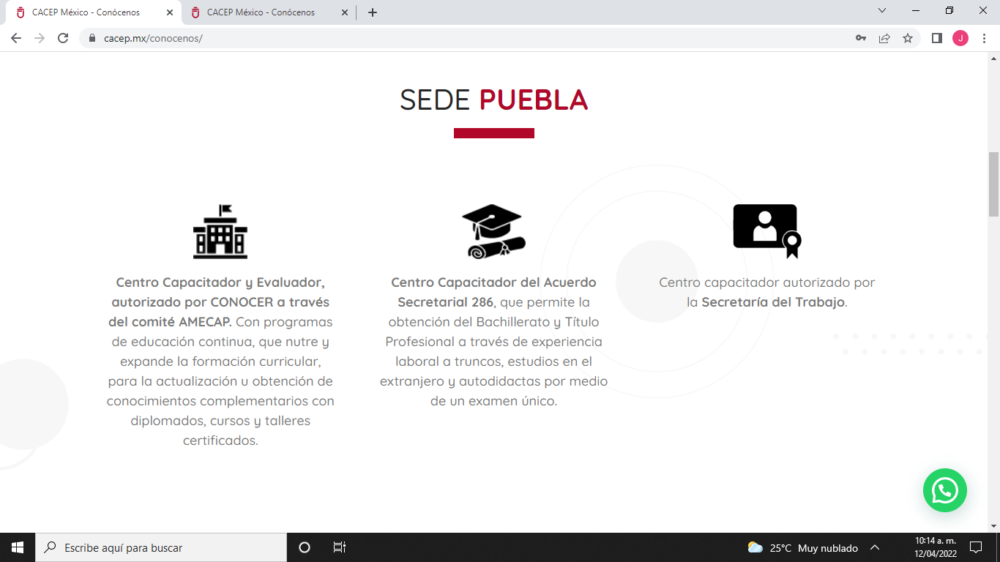 CACEP México - Conócenos
CACEP México - Conócenos
cacep.mx/conocenos/
J
SEDE PUEBLA
Centro Capacitador y Evaluador,
autorizado por CONOCER a través
del comité AMECAP. Con programas
de educación continua, que nutre y
expande la formación curricular,
para la actualización u obtención de
conocimientos complementarios con
diplomados, cursos y talleres
certificados.
Centro Capacitador del Acuerdo
Secretarial 286, que permite la
obtención del Bachillerato y Título
Profesional a través de experiencia
laboral a truncos, estudios en el
extranjero y autodidactas por medio
de un examen único.
Centro capacitador autorizado por
la Secretaría del Trabajo.
Escribe aquí para buscar
25°C Muy nublado
10:14 a. m.
12/04/2022